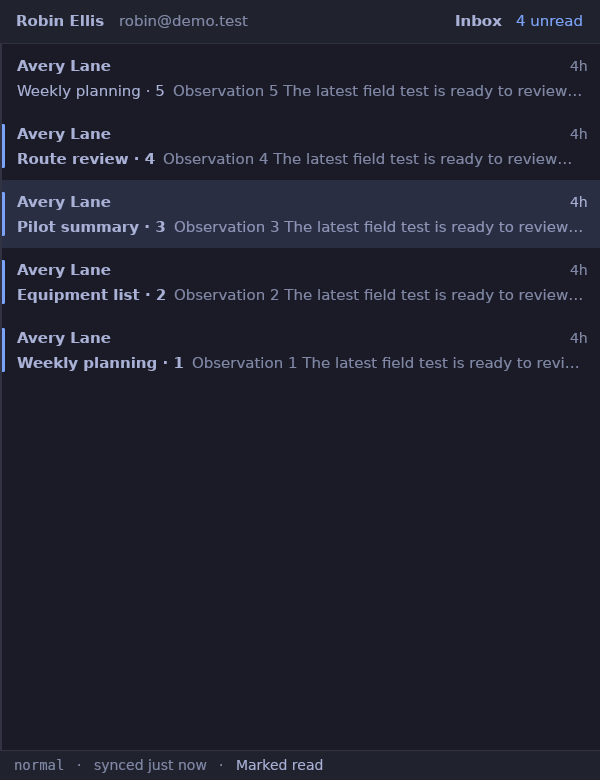 Robin Ellis robin@demo.test Inbox 4 unread
Avery Lane 4h
Weekly planning · 5 Observation 5 The latest field test is ready to review…
Avery Lane 4h
Route review · 4 Observation 4 The latest field test is ready to review…
Avery Lane 4h
Pilot summary · 3 Observation 3 The latest field test is ready to review…
Avery Lane 4h
Equipment list · 2 Observation 2 The latest field test is ready to review…
Avery Lane 4h
Weekly planning · 1 Observation 1 The latest field test is ready to revi…
normal · synced just now · Marked read